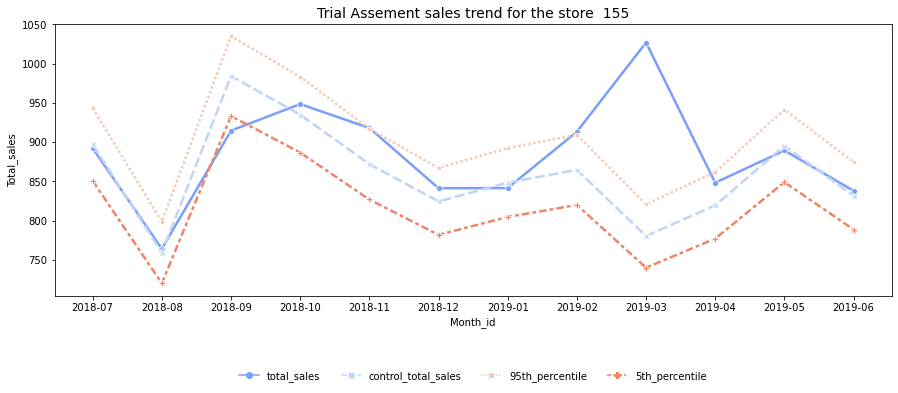 Trial Assement sales trend for the store 155
Total_sales
1050
1000
950
900
850
800
750
2018-07 2018-08 2018-09 2018-10 2018-11 2018-12 2019-01 2019-02 2019-03 2019-04 2019-05 2019-06
Month_id
total_sales control_total_sales 95th_percentile 5th_percentile